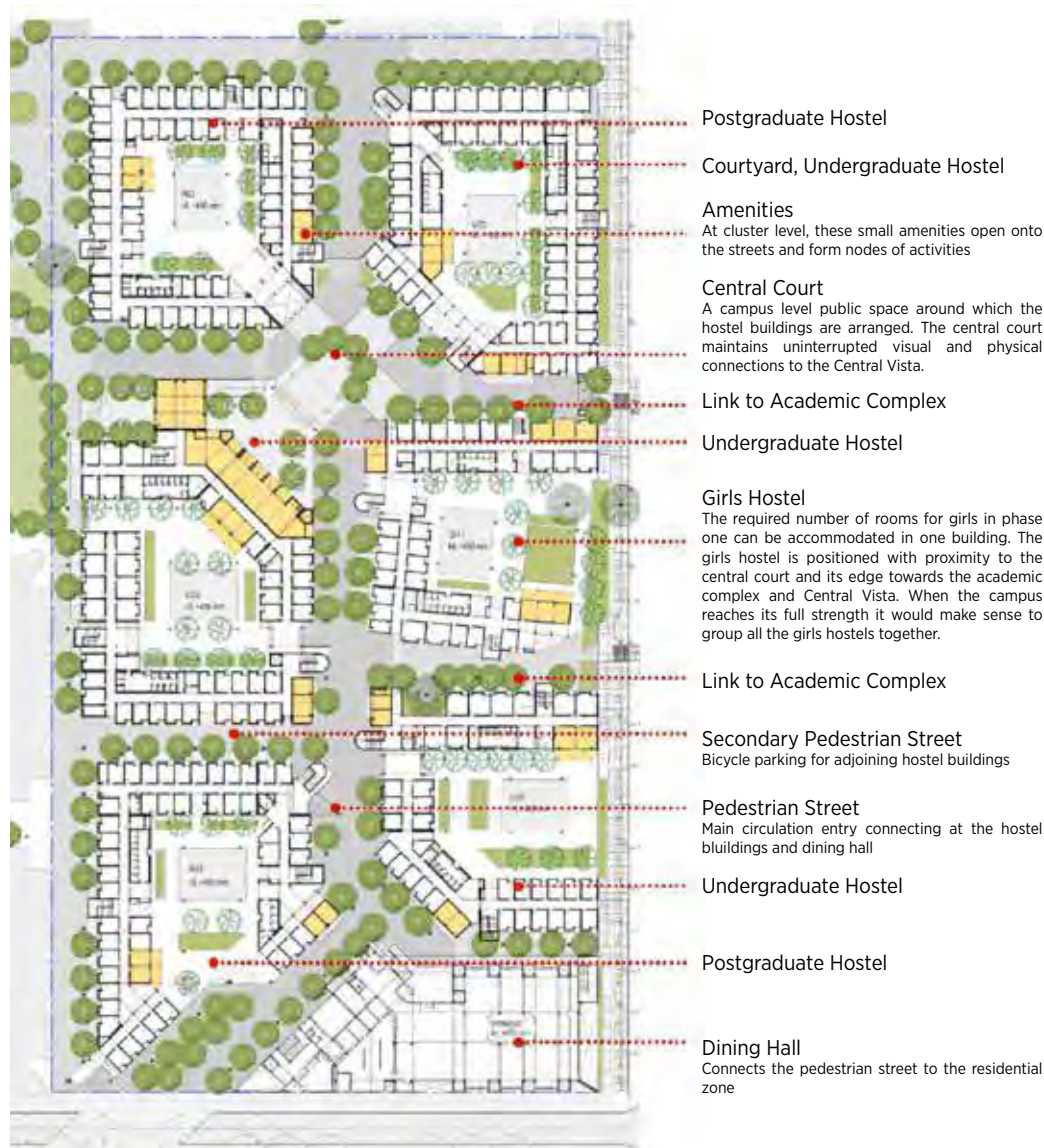 Postgraduate Hostel
Courtyard, Undergraduate Hostel
Amenities
At cluster level, these small amenities open onto
the streets and form nodes of activities
Central Court
A campus level public space around which the
hostel buildings are arranged. The central court
maintains uninterrupted visual and physical
connections to the Central Vista.
Link to Academic Complex
Undergraduate Hostel
Girls Hostel
The required number of rooms for girls in phase
one can be accommodated in one building. The
girls hostel is positioned with proximity to the
central court and its edge towards the academic
complex and Central Vista. When the campus
reaches its full strength it would make sense to
group all the girls hostels together.
Link to Academic Complex
Secondary Pedestrian Street
Bicycle parking for adjoining hostel buildings
Pedestrian Street
Main circulation entry connecting at the hostel
bluildings and dining hall
Undergraduate Hostel
Postgraduate Hostel
Dining Hall
Connects the pedestrian street to the residential
zone